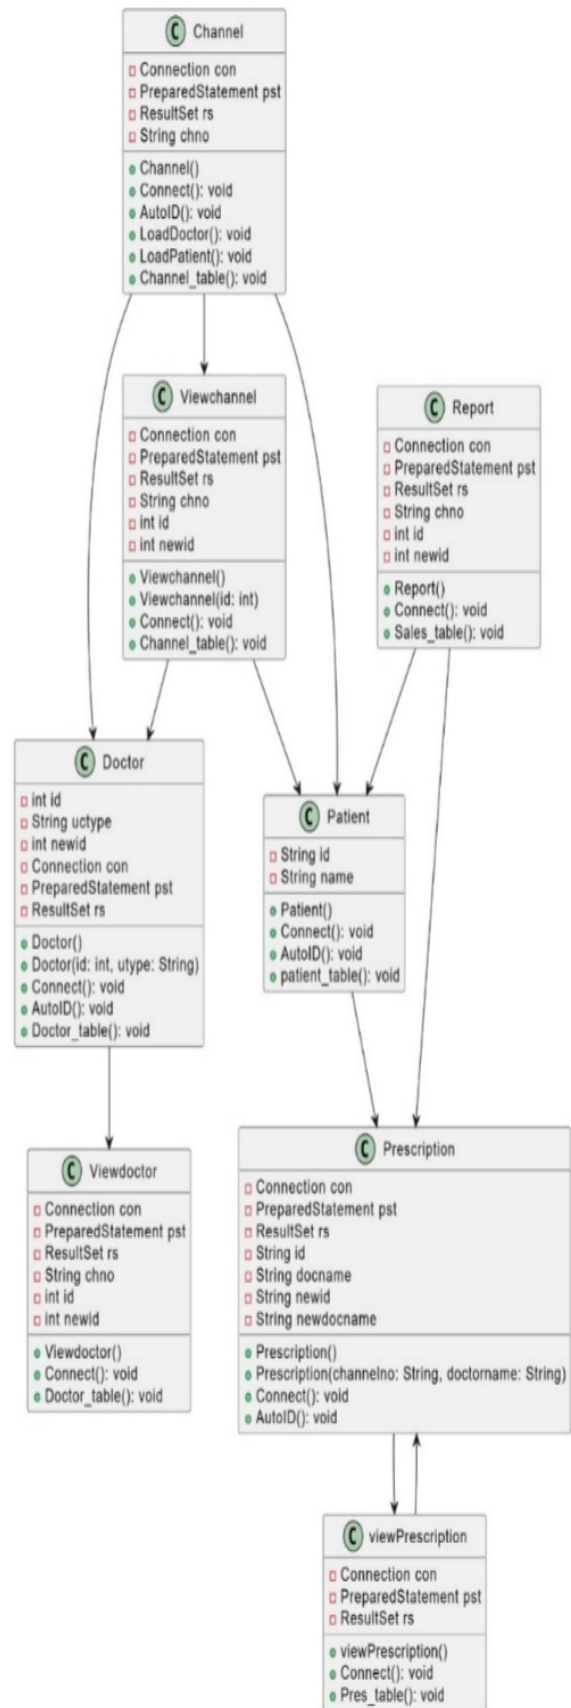 C Channel
Connection con
PreparedStatement pst
ResultSet rs
String chno
Channel()
Connect(): void
AutoID(): void
LoadDoctor(): void
LoadPatient(): void
Channel_table(): void
C Viewchannel
Connection con
PreparedStatement pst
ResultSet rs
String chno
int id
int newid
Viewchannel()
Viewchannel(id: int)
Connect(): void
Channel_table(): void
C Report
Connection con
PreparedStatement pst
ResultSet rs
String chno
int id
int newid
Report()
Connect(): void
Sales_table(): void
C Doctor
int id
String uctype
int newid
Connection con
PreparedStatement pst
ResultSet rs
Doctor()
Doctor(id: int, utype: String)
Connect(): void
AutoID(): void
Doctor_table(): void
C Patient
String id
String name
Patient()
Connect(): void
AutoID(): void
patient_table(): void
C Viewdoctor
Connection con
PreparedStatement pst
ResultSet rs
String chno
int id
int newid
Viewdoctor()
Connect(): void
Doctor_table(): void
C Prescription
Connection con
PreparedStatement pst
ResultSet rs
String id
String docname
String newid
String newdocname
Prescription()
Prescription(channelno: String, doctorname: String)
Connect(): void
AutoID(): void
C viewPrescription
Connection con
PreparedStatement pst
ResultSet rs
viewPrescription()
Connect(): void
Pres_table(): void